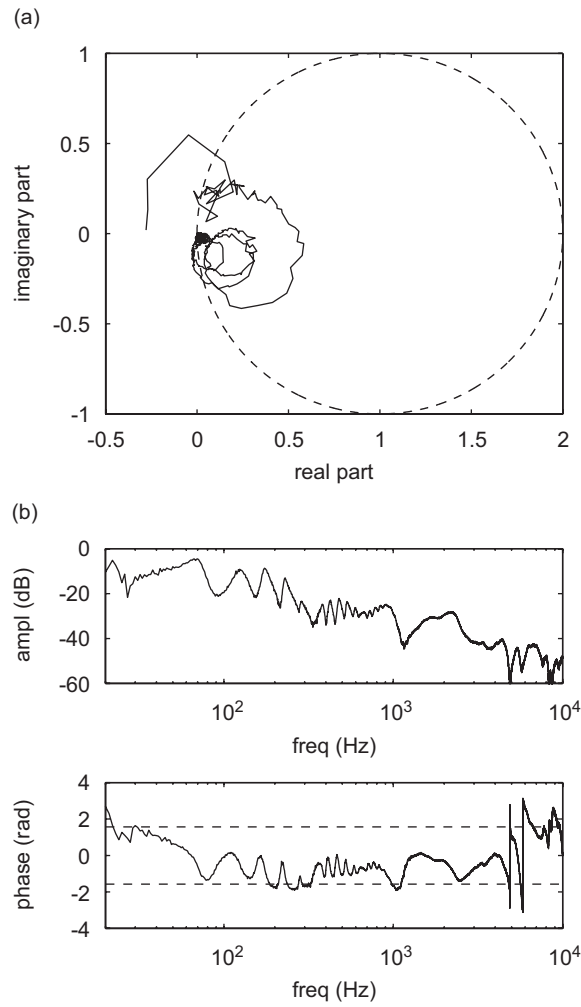 (a)
1
0.5
0
-0.5
-1
imaginary part
-0.5 0 0.5 1 1.5 2
real part
(b)
0
-20
-40
-60
ampl (dB)
10^2 10^3 10^4
freq (Hz)
4
2
0
-2
-4
phase (rad)
10^2 10^3 10^4
freq (Hz)